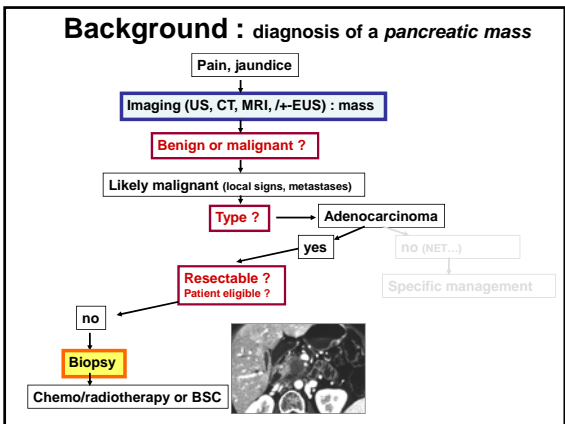 Background : diagnosis of a pancreatic mass
Pain, jaundice
Imaging (US, CT, MRI, /+-EUS) : mass
Benign or malignant ?
Likely malignant (local signs, metastases)
Type ?
Adenocarcinoma
yes
no (NET...)
Resectable ?
Patient eligible ?
Specific management
no
Biopsy
Chemo/radiotherapy or BSC